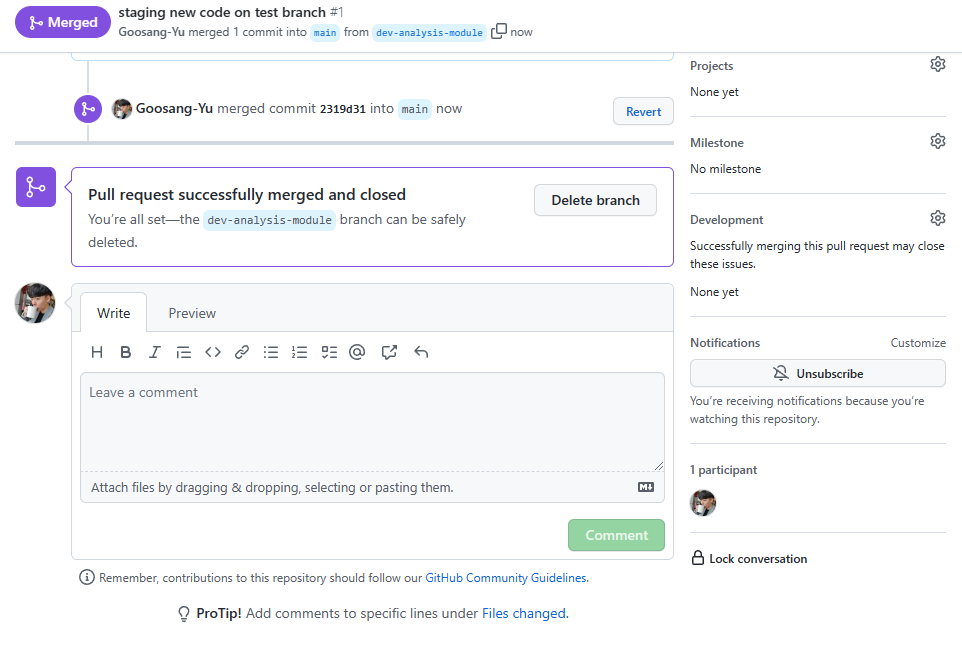 Merged
staging new code on test branch #1
Goosang-Yu merged 1 commit into main from dev-analysis-module now
Goosang-Yu merged commit 2319d31 into main now
Revert
Pull request successfully merged and closed
You're all set—the dev-analysis-module branch can be safely
deleted.
Delete branch
Write
Preview
Leave a comment
Attach files by dragging & dropping, selecting or pasting them.
Comment
Remember, contributions to this repository should follow our GitHub Community Guidelines.
ProTip! Add comments to specific lines under Files changed.
Projects
None yet
Milestone
No milestone
Development
Successfully merging this pull request may close
these issues.
None yet
Notifications
Customize
Unsubscribe
You're receiving notifications because you're
watching this repository.
1 participant
Lock conversation